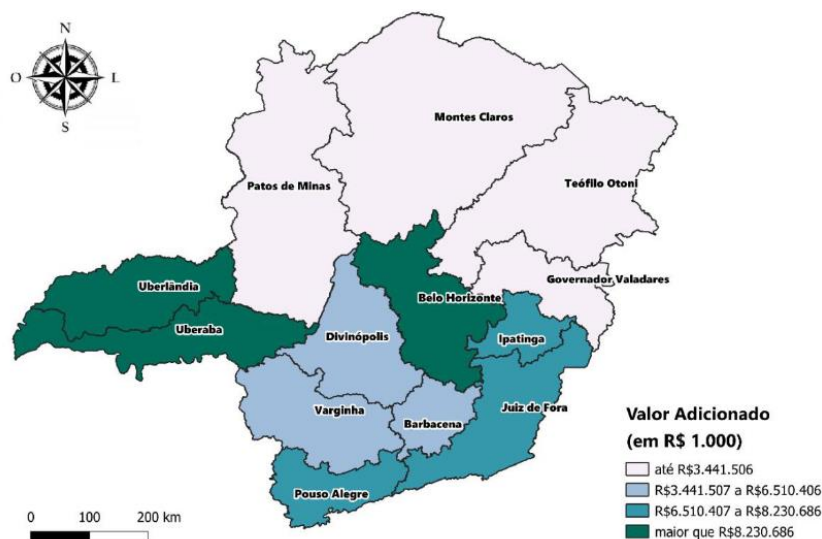 N
O L
S
Montes Claros
Teófilo Otoni
Patos de Minas
Governador Valadares
Uberlândia
Belo Horizonte
Uberaba
Divinópolis
Ipatinga
Varginha
Barbacena
Juiz de Fora
Pouso Alegre
Valor Adicionado
(em R$ 1.000)
até R$3.441.506
R$3.441.507 a R$6.510.406
R$6.510.407 a R$8.230.686
maior que R$8.230.686
0 100 200 km